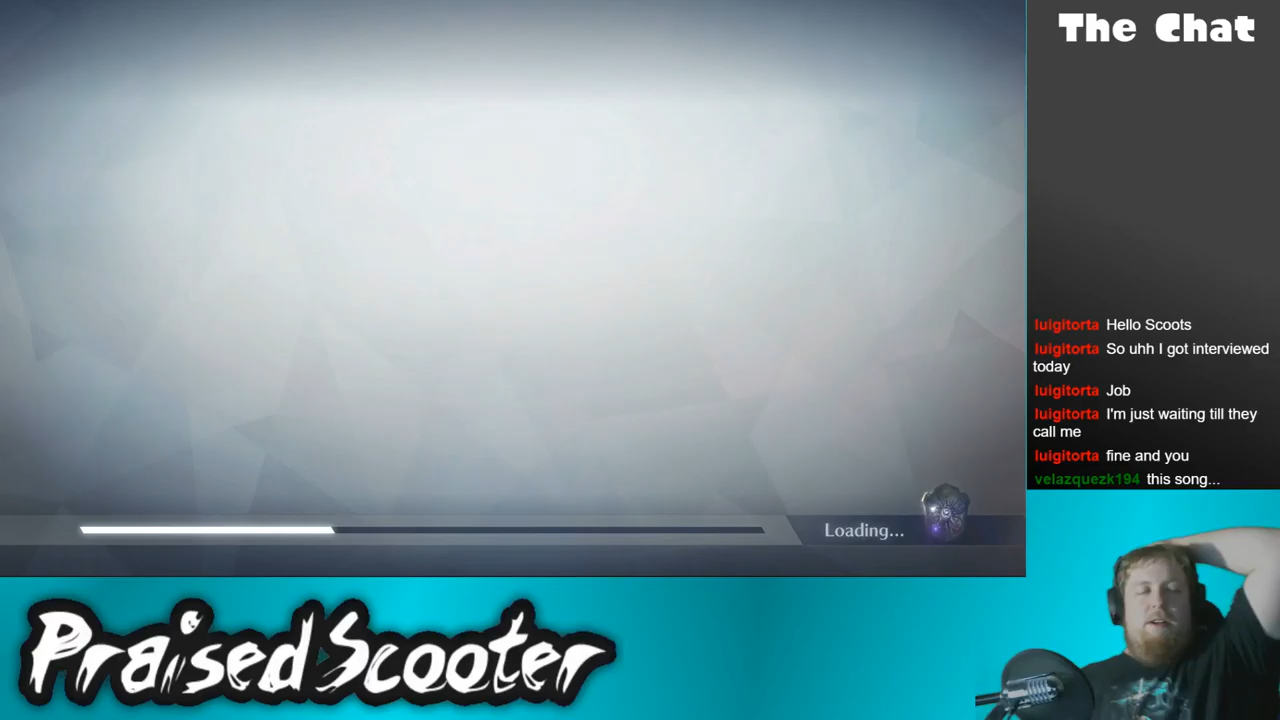 The Chat
luigitorta Hello Scoots
luigitorta So uhh I got interviewed
today
luigitorta Job
luigitorta I'm just waiting till they
call me
luigitorta fine and you
velazquezk194 this song...
Loading...
PraisedScooter